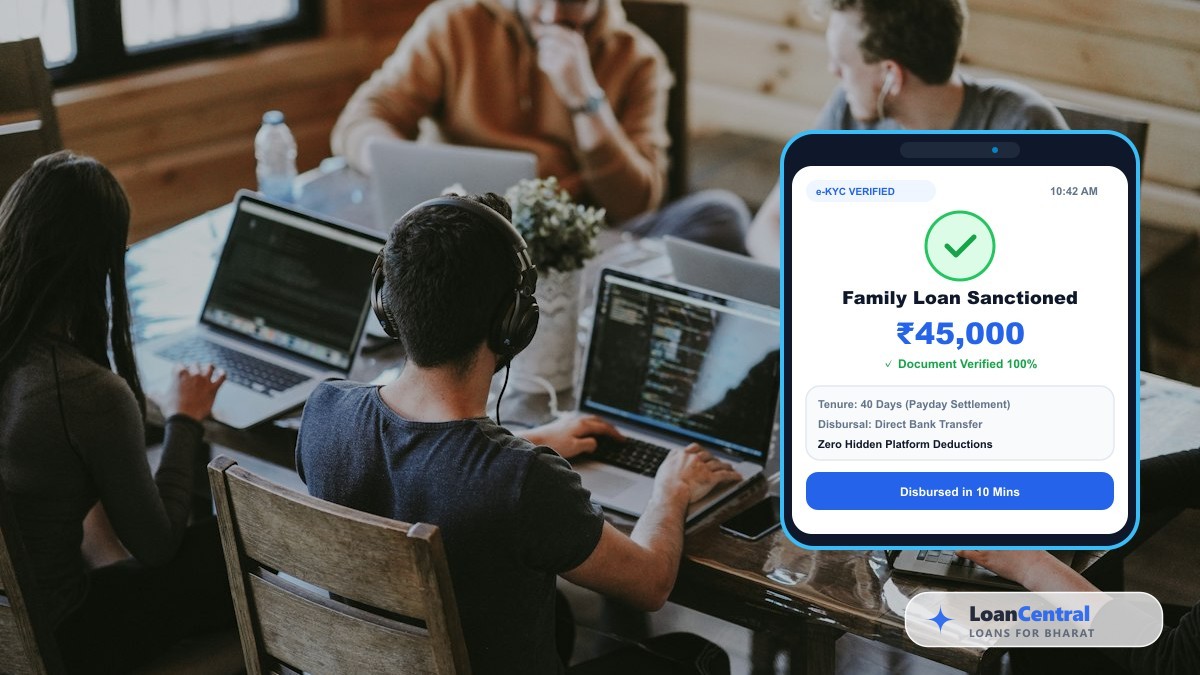 e-KYC VERIFIED
10:42 AM
Family Loan Sanctioned
₹45,000
✓ Document Verified 100%
Tenure: 40 Days (Payday Settlement)
Disbursal: Direct Bank Transfer
Zero Hidden Platform Deductions
Disbursed in 10 Mins
LoanCentral
LOANS FOR BHARAT